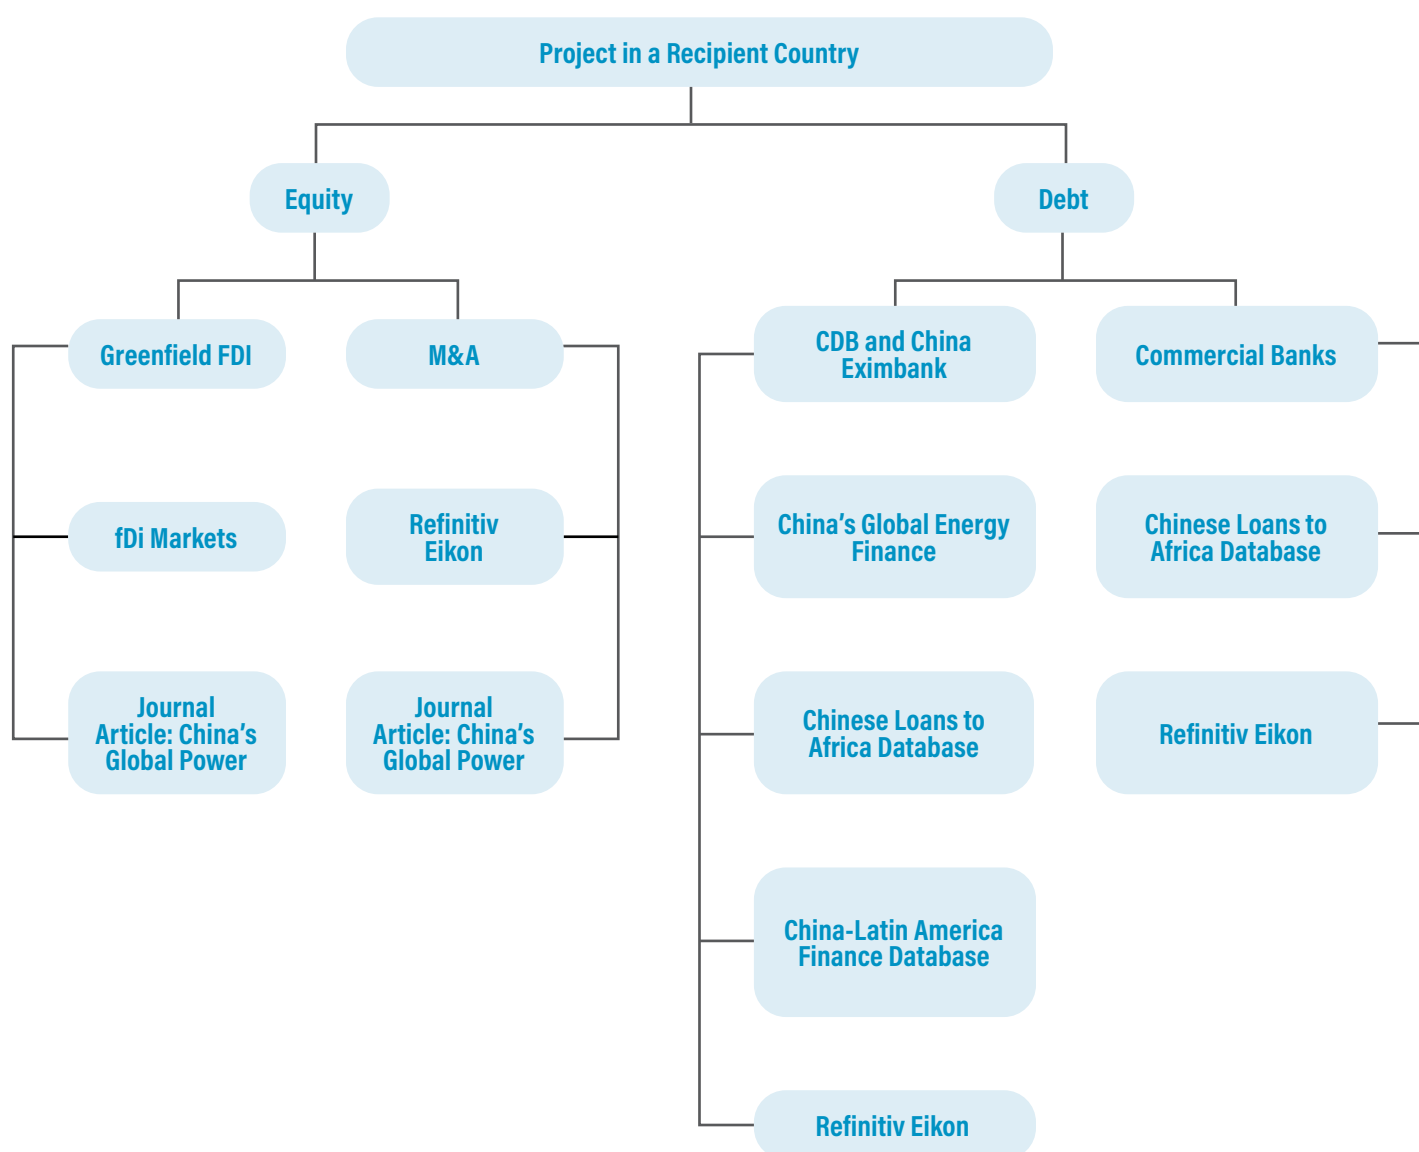 Project in a Recipient Country
Equity
Debt
Greenfield FDI
M&A
CDB and China
Eximbank
Commercial Banks
fDi Markets
Refinitiv
Eikon
China’s Global Energy
Finance
Chinese Loans to
Africa Database
Journal
Article: China’s
Global Power
Journal
Article: China’s
Global Power
Chinese Loans to
Africa Database
Refinitiv Eikon
China-Latin America
Finance Database
Refinitiv Eikon